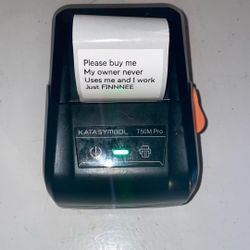 Please buy me
My owner never
Uses me and I work
Just FINNNEE
KATASYMBOL T50M Pro